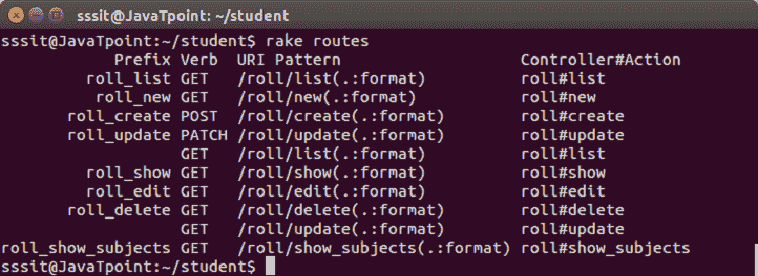 sssit@JavaTpoint: ~/student
sssit@JavaTpoint:~/student$ rake routes
Prefix Verb URI Pattern Controller#Action
roll_list GET /roll/list(.:format) roll#list
roll_new GET /roll/new(.:format) roll#new
roll_create POST /roll/create(.:format) roll#create
roll_update PATCH /roll/update(.:format) roll#update
GET /roll/list(.:format) roll#list
roll_show GET /roll/show(.:format) roll#show
roll_edit GET /roll/edit(.:format) roll#edit
roll_delete GET /roll/delete(.:format) roll#delete
GET /roll/update(.:format) roll#update
roll_show_subjects GET /roll/show_subjects(.:format) roll#show_subjects
sssit@JavaTpoint:~/student$